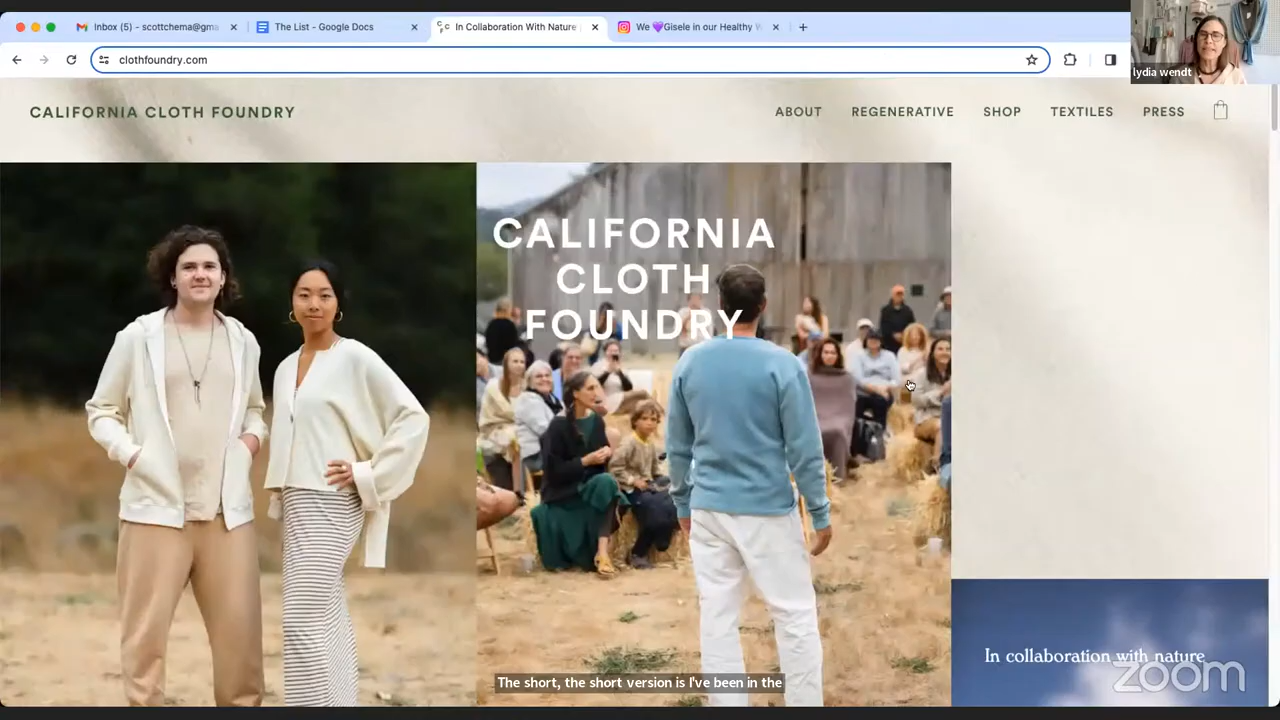 Inbox (5) - scottchema@gma
The List - Google Docs
In Collaboration With Nature
We 💜Gisele in our Healthy W
clothfoundry.com
lydia wendt
CALIFORNIA CLOTH FOUNDRY
ABOUT
REGENERATIVE
SHOP
TEXTILES
PRESS
CALIFORNIA
CLOTH
FOUNDRY
In collaboration with nature
The short, the short version is I've been in the
zoom